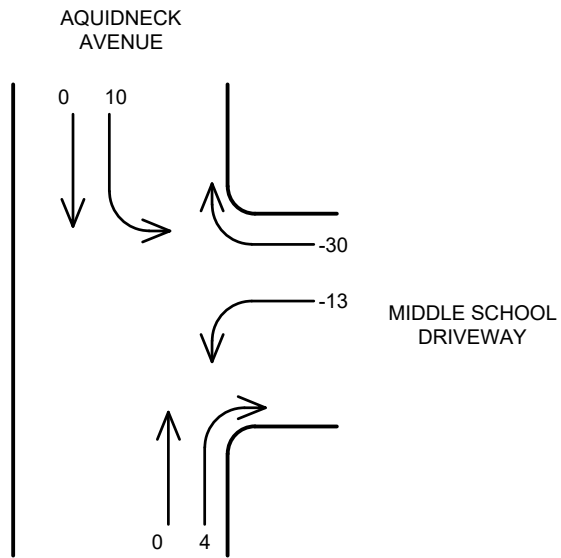 AQUIDNECK
AVENUE
0 10
-30
-13
MIDDLE SCHOOL
DRIVEWAY
0 4